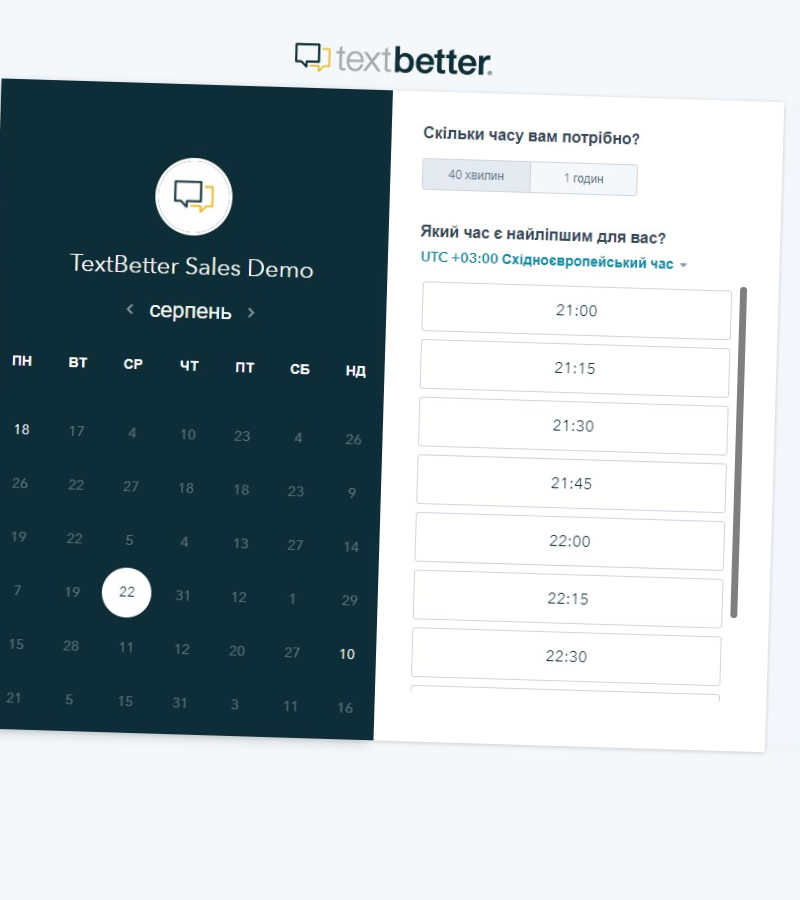 textbetter.
TextBetter Sales Demo
серпень
ПН ВТ СР ЧТ ПТ СБ НД
18 17 4 10 23 4 26
26 22 27 18 18 23 9
19 22 5 4 13 27 14
7 19 22 31 12 1 29
15 28 11 12 20 27 10
21 5 15 31 3 11 16
Скільки часу вам потрібно?
40 хвилин 1 годин
Який час є найліпшим для вас?
UTC +03:00 Східноєвропейський час
21:00
21:15
21:30
21:45
22:00
22:15
22:30